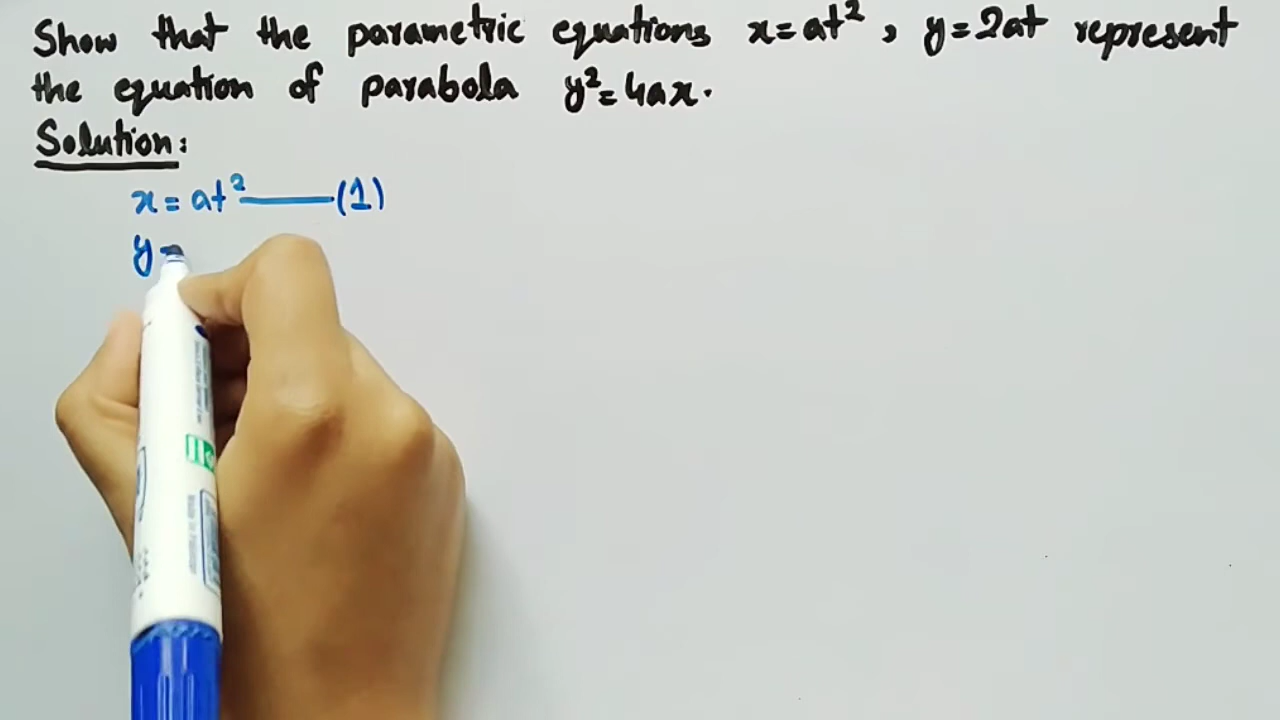 Show that the parametric equations x=at², y=2at represent
the equation of parabola y²=4ax.
Solution:
x=at²——(1)
y=